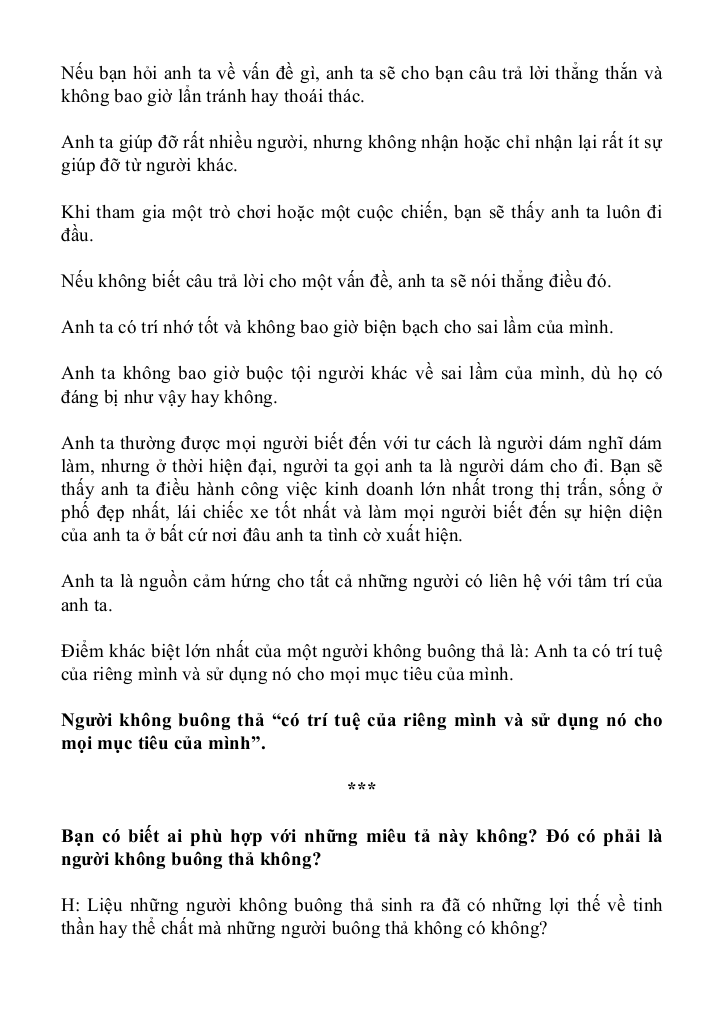 Nếu bạn hỏi anh ta về vấn đề gì, anh ta sẽ cho bạn câu trả lời thẳng thắn và
không bao giờ lẩn tránh hay thoái thác.
Anh ta giúp đỡ rất nhiều người, nhưng không nhận hoặc chỉ nhận lại rất ít sự
giúp đỡ từ người khác.
Khi tham gia một trò chơi hoặc một cuộc chiến, bạn sẽ thấy anh ta luôn đi
đầu.
Nếu không biết câu trả lời cho một vấn đề, anh ta sẽ nói thẳng điều đó.
Anh ta có trí nhớ tốt và không bao giờ biện bạch cho sai lầm của mình.
Anh ta không bao giờ buộc tội người khác về sai lầm của mình, dù họ có
đáng bị như vậy hay không.
Anh ta thường được mọi người biết đến với tư cách là người dám nghĩ dám
làm, nhưng ở thời hiện đại, người ta gọi anh ta là người dám cho đi. Bạn sẽ
thấy anh ta điều hành công việc kinh doanh lớn nhất trong thị trấn, sống ở
phố đẹp nhất, lái chiếc xe tốt nhất và làm mọi người biết đến sự hiện diện
của anh ta ở bất cứ nơi đâu anh ta tình cờ xuất hiện.
Anh ta là nguồn cảm hứng cho tất cả những người có liên hệ với tâm trí của
anh ta.
Điểm khác biệt lớn nhất của một người không buông thả là: Anh ta có trí tuệ
của riêng mình và sử dụng nó cho mọi mục tiêu của mình.
Người không buông thả “có trí tuệ của riêng mình và sử dụng nó cho
mọi mục tiêu của mình”.
***
Bạn có biết ai phù hợp với những miêu tả này không? Đó có phải là
người không buông thả không?
H: Liệu những người không buông thả sinh ra đã có những lợi thế về tinh
thần hay thể chất mà những người buông thả không có không?